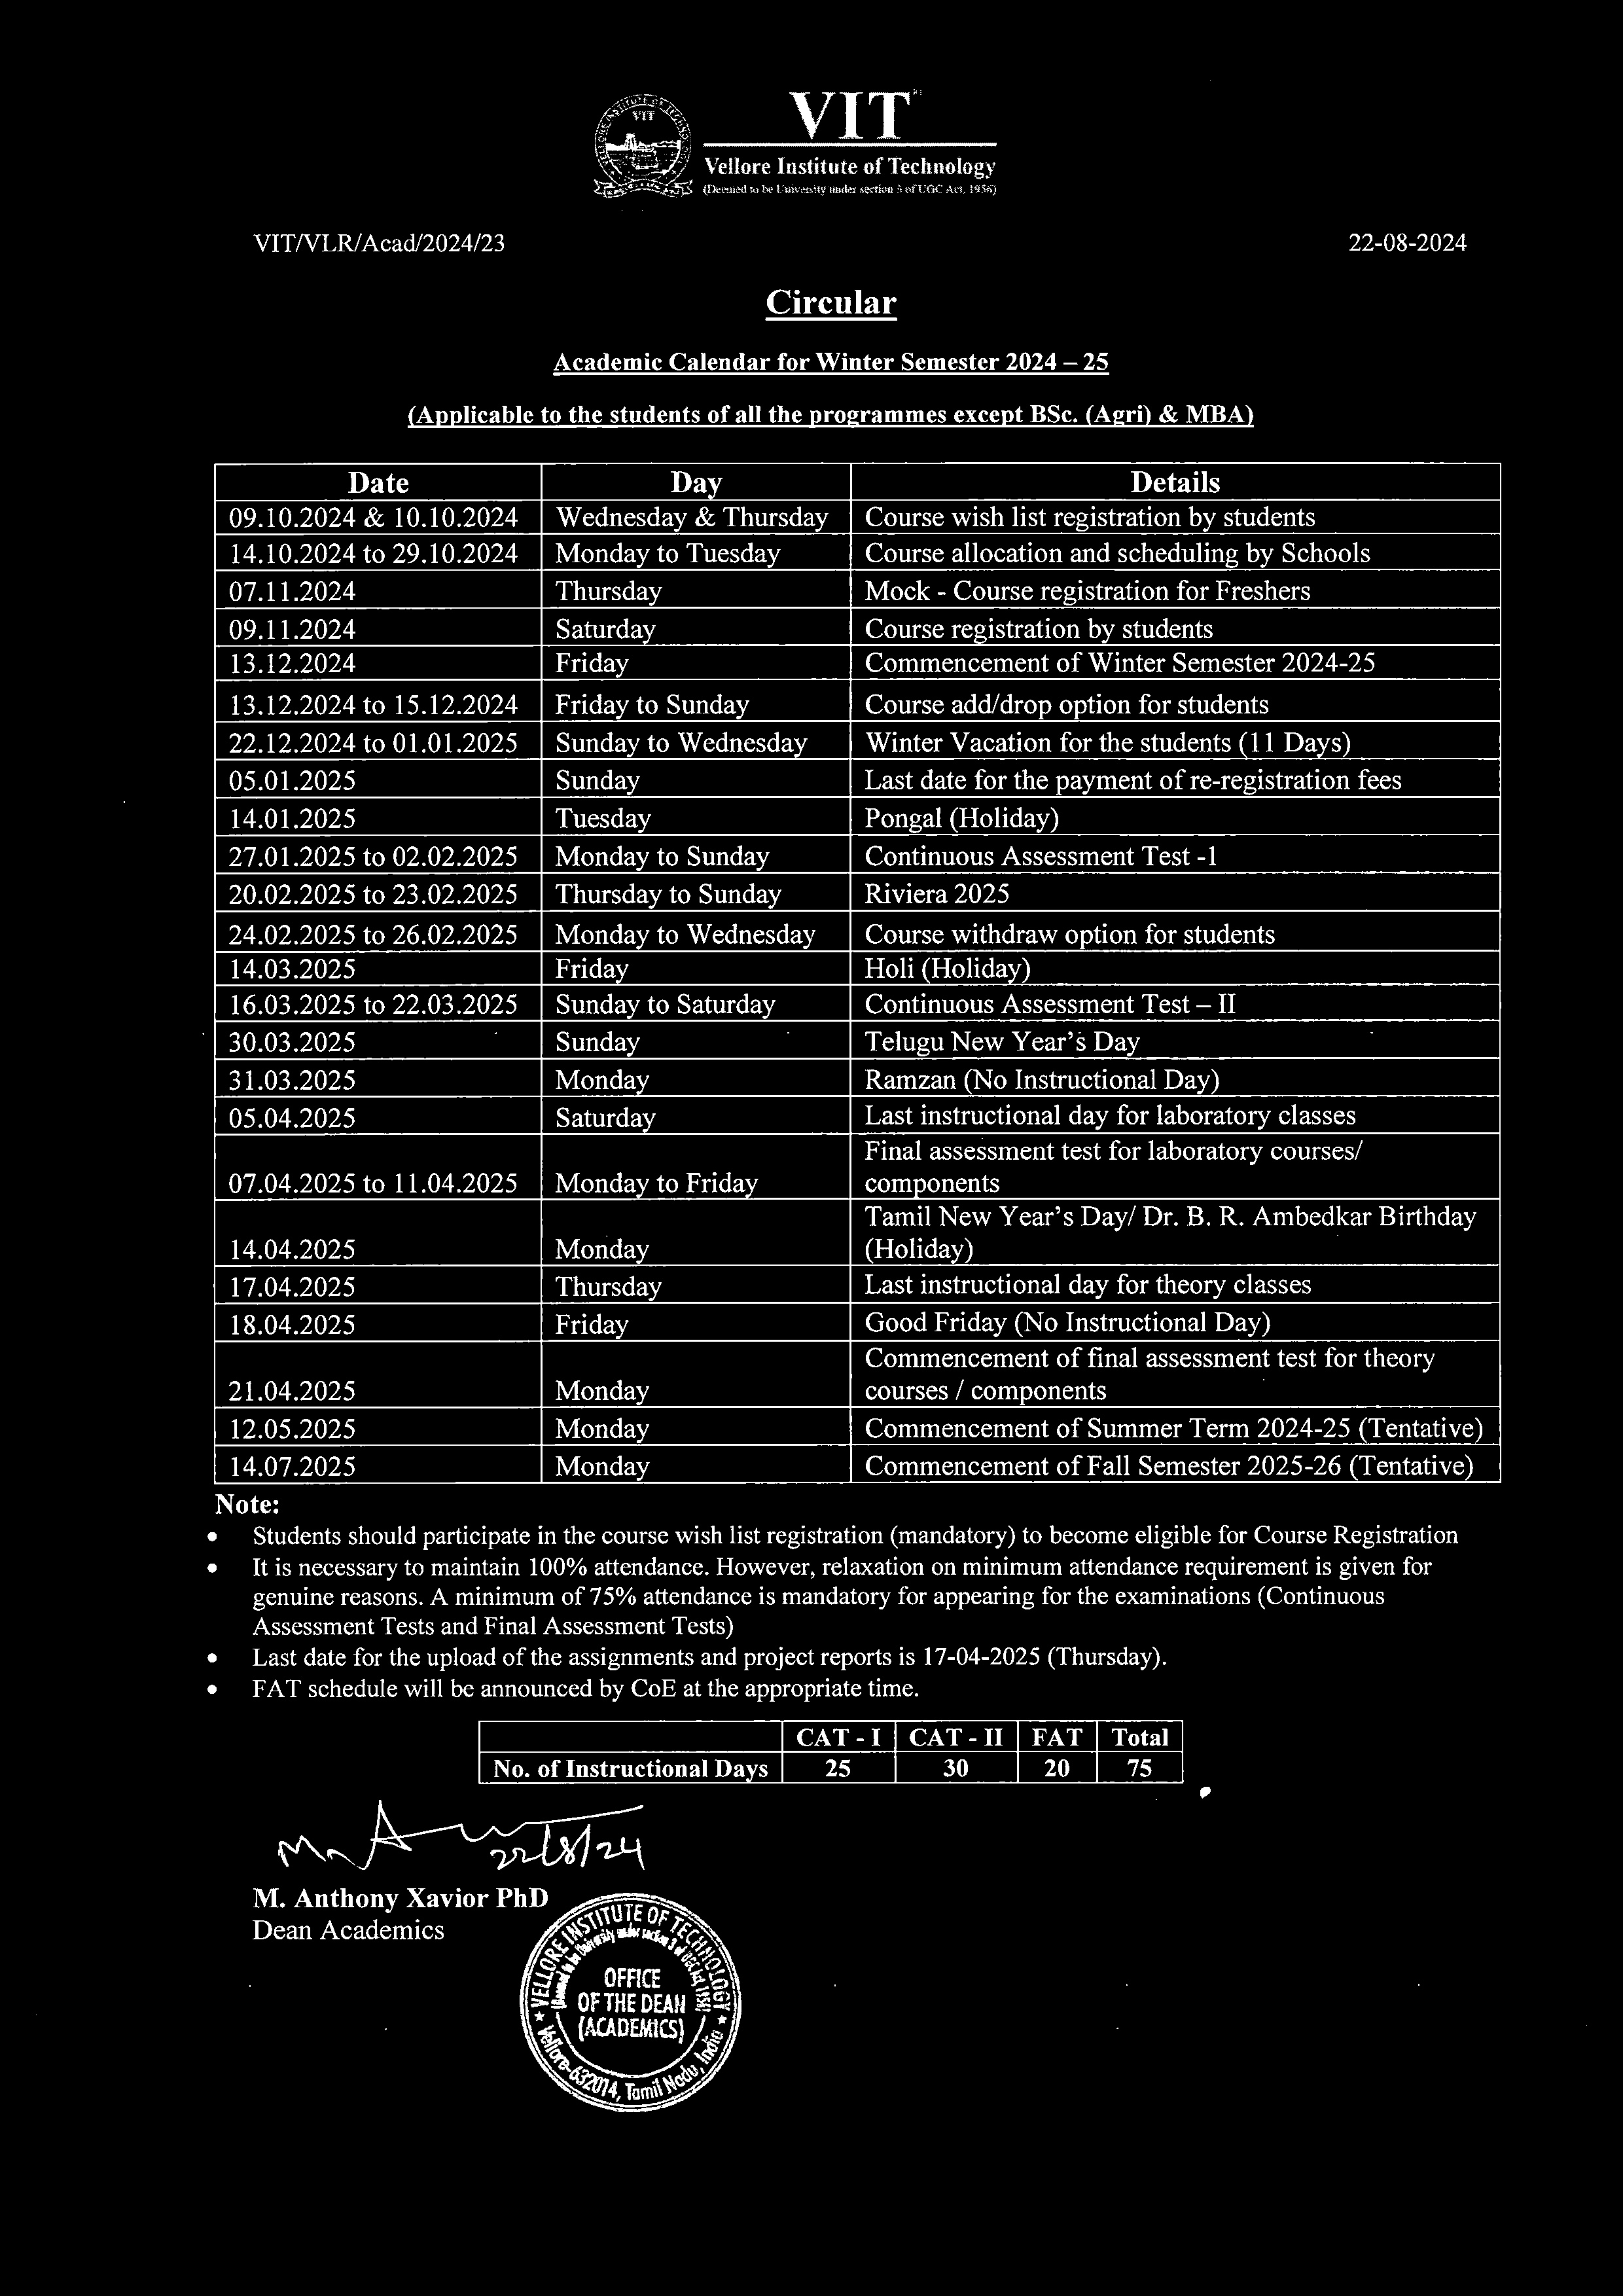 VIT
VIT
Vellore Institute of Technology
(Deemed to be University under section 3 of UGC Act, 1956)
VIT/VLR/Acad/2024/23 22-08-2024
Circular
Academic Calendar for Winter Semester 2024 – 25
(Applicable to the students of all the programmes except BSc. (Agri) & MBA)
Date Day Details
09.10.2024 & 10.10.2024 Wednesday & Thursday Course wish list registration by students
14.10.2024 to 29.10.2024 Monday to Tuesday Course allocation and scheduling by Schools
07.11.2024 Thursday Mock - Course registration for Freshers
09.11.2024 Saturday Course registration by students
13.12.2024 Friday Commencement of Winter Semester 2024-25
13.12.2024 to 15.12.2024 Friday to Sunday Course add/drop option for students
22.12.2024 to 01.01.2025 Sunday to Wednesday Winter Vacation for the students (11 Days)
05.01.2025 Sunday Last date for the payment of re-registration fees
14.01.2025 Tuesday Pongal (Holiday)
27.01.2025 to 02.02.2025 Monday to Sunday Continuous Assessment Test -I
20.02.2025 to 23.02.2025 Thursday to Sunday Riviera 2025
24.02.2025 to 26.02.2025 Monday to Wednesday Course withdraw option for students
14.03.2025 Friday Holi (Holiday)
16.03.2025 to 22.03.2025 Sunday to Saturday Continuous Assessment Test – II
30.03.2025 Sunday Telugu New Year's Day
31.03.2025 Monday Ramzan (No Instructional Day)
05.04.2025 Saturday Last instructional day for laboratory classes
Final assessment test for laboratory courses/
07.04.2025 to 11.04.2025 Monday to Friday components
Tamil New Year's Day/ Dr. B. R. Ambedkar Birthday
14.04.2025 Monday (Holiday)
17.04.2025 Thursday Last instructional day for theory classes
18.04.2025 Friday Good Friday (No Instructional Day)
Commencement of final assessment test for theory
21.04.2025 Monday courses / components
12.05.2025 Monday Commencement of Summer Term 2024-25 (Tentative)
14.07.2025 Monday Commencement of Fall Semester 2025-26 (Tentative)
Note:
• Students should participate in the course wish list registration (mandatory) to become eligible for Course Registration
• It is necessary to maintain 100% attendance. However, relaxation on minimum attendance requirement is given for
genuine reasons. A minimum of 75% attendance is mandatory for appearing for the examinations (Continuous
Assessment Tests and Final Assessment Tests)
• Last date for the upload of the assignments and project reports is 17-04-2025 (Thursday).
• FAT schedule will be announced by CoE at the appropriate time.
CAT - I CAT - II FAT Total
No. of Instructional Days 25 30 20 75
22/8/24
M. Anthony Xavior PhD
Dean Academics
VELLORE INSTITUTE OF TECHNOLOGY
(Deemed to be University under section 3 of UGC Act, 1956)
OFFICE
OF THE DEAN
(ACADEMICS)
Vellore-632014, Tamil Nadu, India